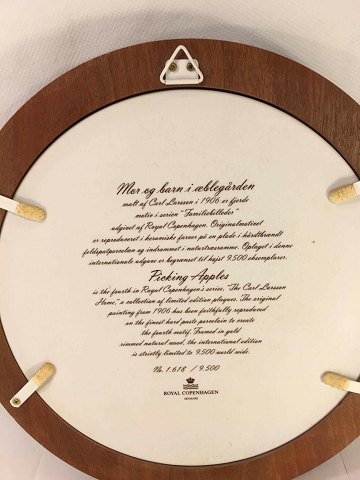 Mor og barn i æblegården
malt af Carl Larsson i 1906 er fjerde
motiv i serien "Familiebilleder"
udgivet af Royal Copenhagen. Originalmotivet
er reproduceret i keramiske farver på en plade i hårdtbrændt
feldspatporcelæn og indrammet i naturtræramme. Oplaget i denne
internationale udgave er begrænset til højst 9.500 eksemplarer.
Picking Apples
is the fourth in Royal Copenhagen's series, "The Carl Larsson
Home," a collection of limited edition plaques. The original
painting from 1906 has been faithfully reproduced
on the finest hard paste porcelain to create
the fourth motif. Framed in gold
rimmed natural wood, the international edition
is strictly limited to 9.500 world wide.
No. 1.618 / 9.500
ROYAL COPENHAGEN
DENMARK